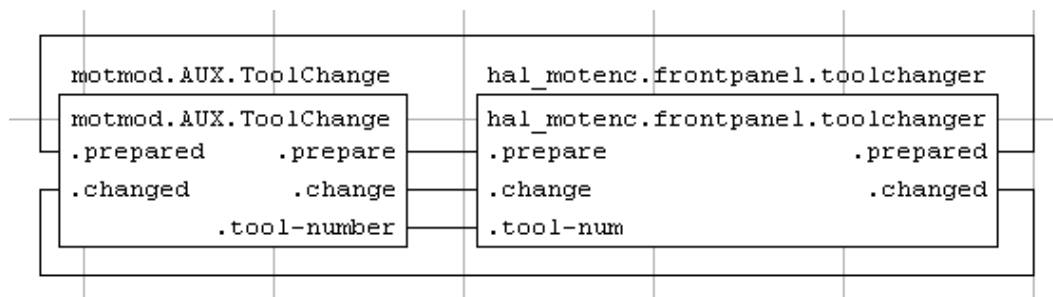 motmod.AUX.ToolChange hal_motenc.frontpanel.toolchanger
motmod.AUX.ToolChange hal_motenc.frontpanel.toolchanger
.prepared .prepare .prepare .prepared
.changed .change .change .changed
.tool-number .tool-num